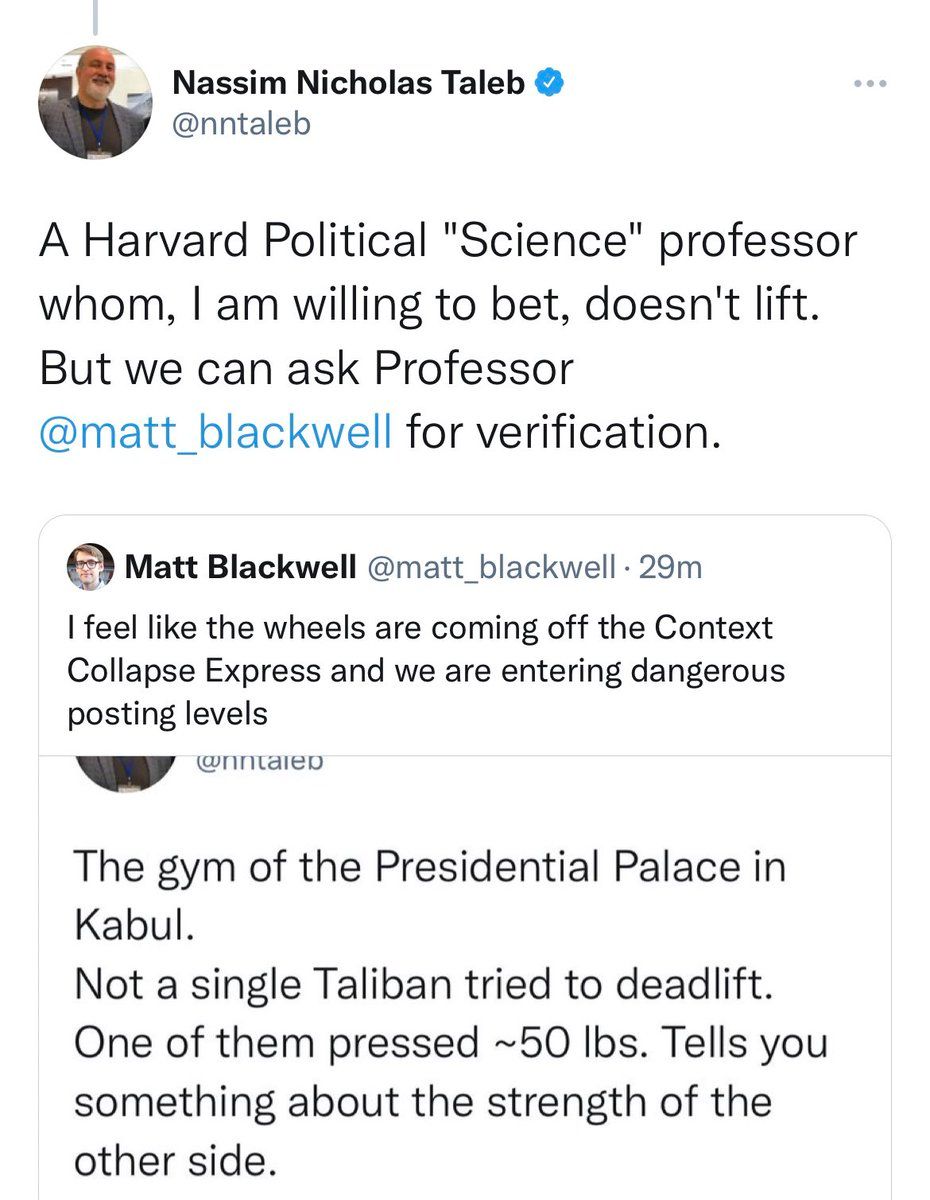 Nassim Nicholas Taleb
@nntaleb
A Harvard Political "Science" professor
whom, I am willing to bet, doesn't lift.
But we can ask Professor
@matt_blackwell for verification.
Matt Blackwell @matt_blackwell · 29m
I feel like the wheels are coming off the Context
Collapse Express and we are entering dangerous
posting levels
@nntaleb
The gym of the Presidential Palace in
Kabul.
Not a single Taliban tried to deadlift.
One of them pressed ~50 lbs. Tells you
something about the strength of the
other side.